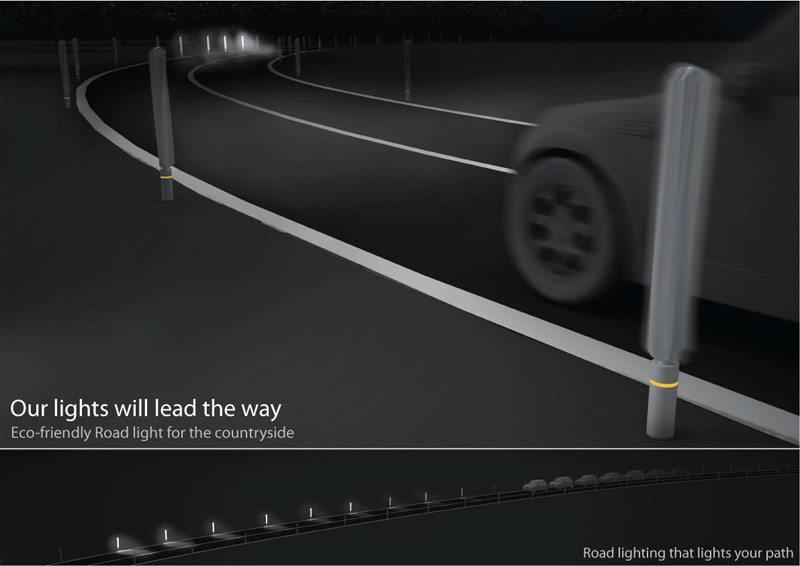 Our lights will lead the way
Eco-friendly Road light for the countryside
Road lighting that lights your path